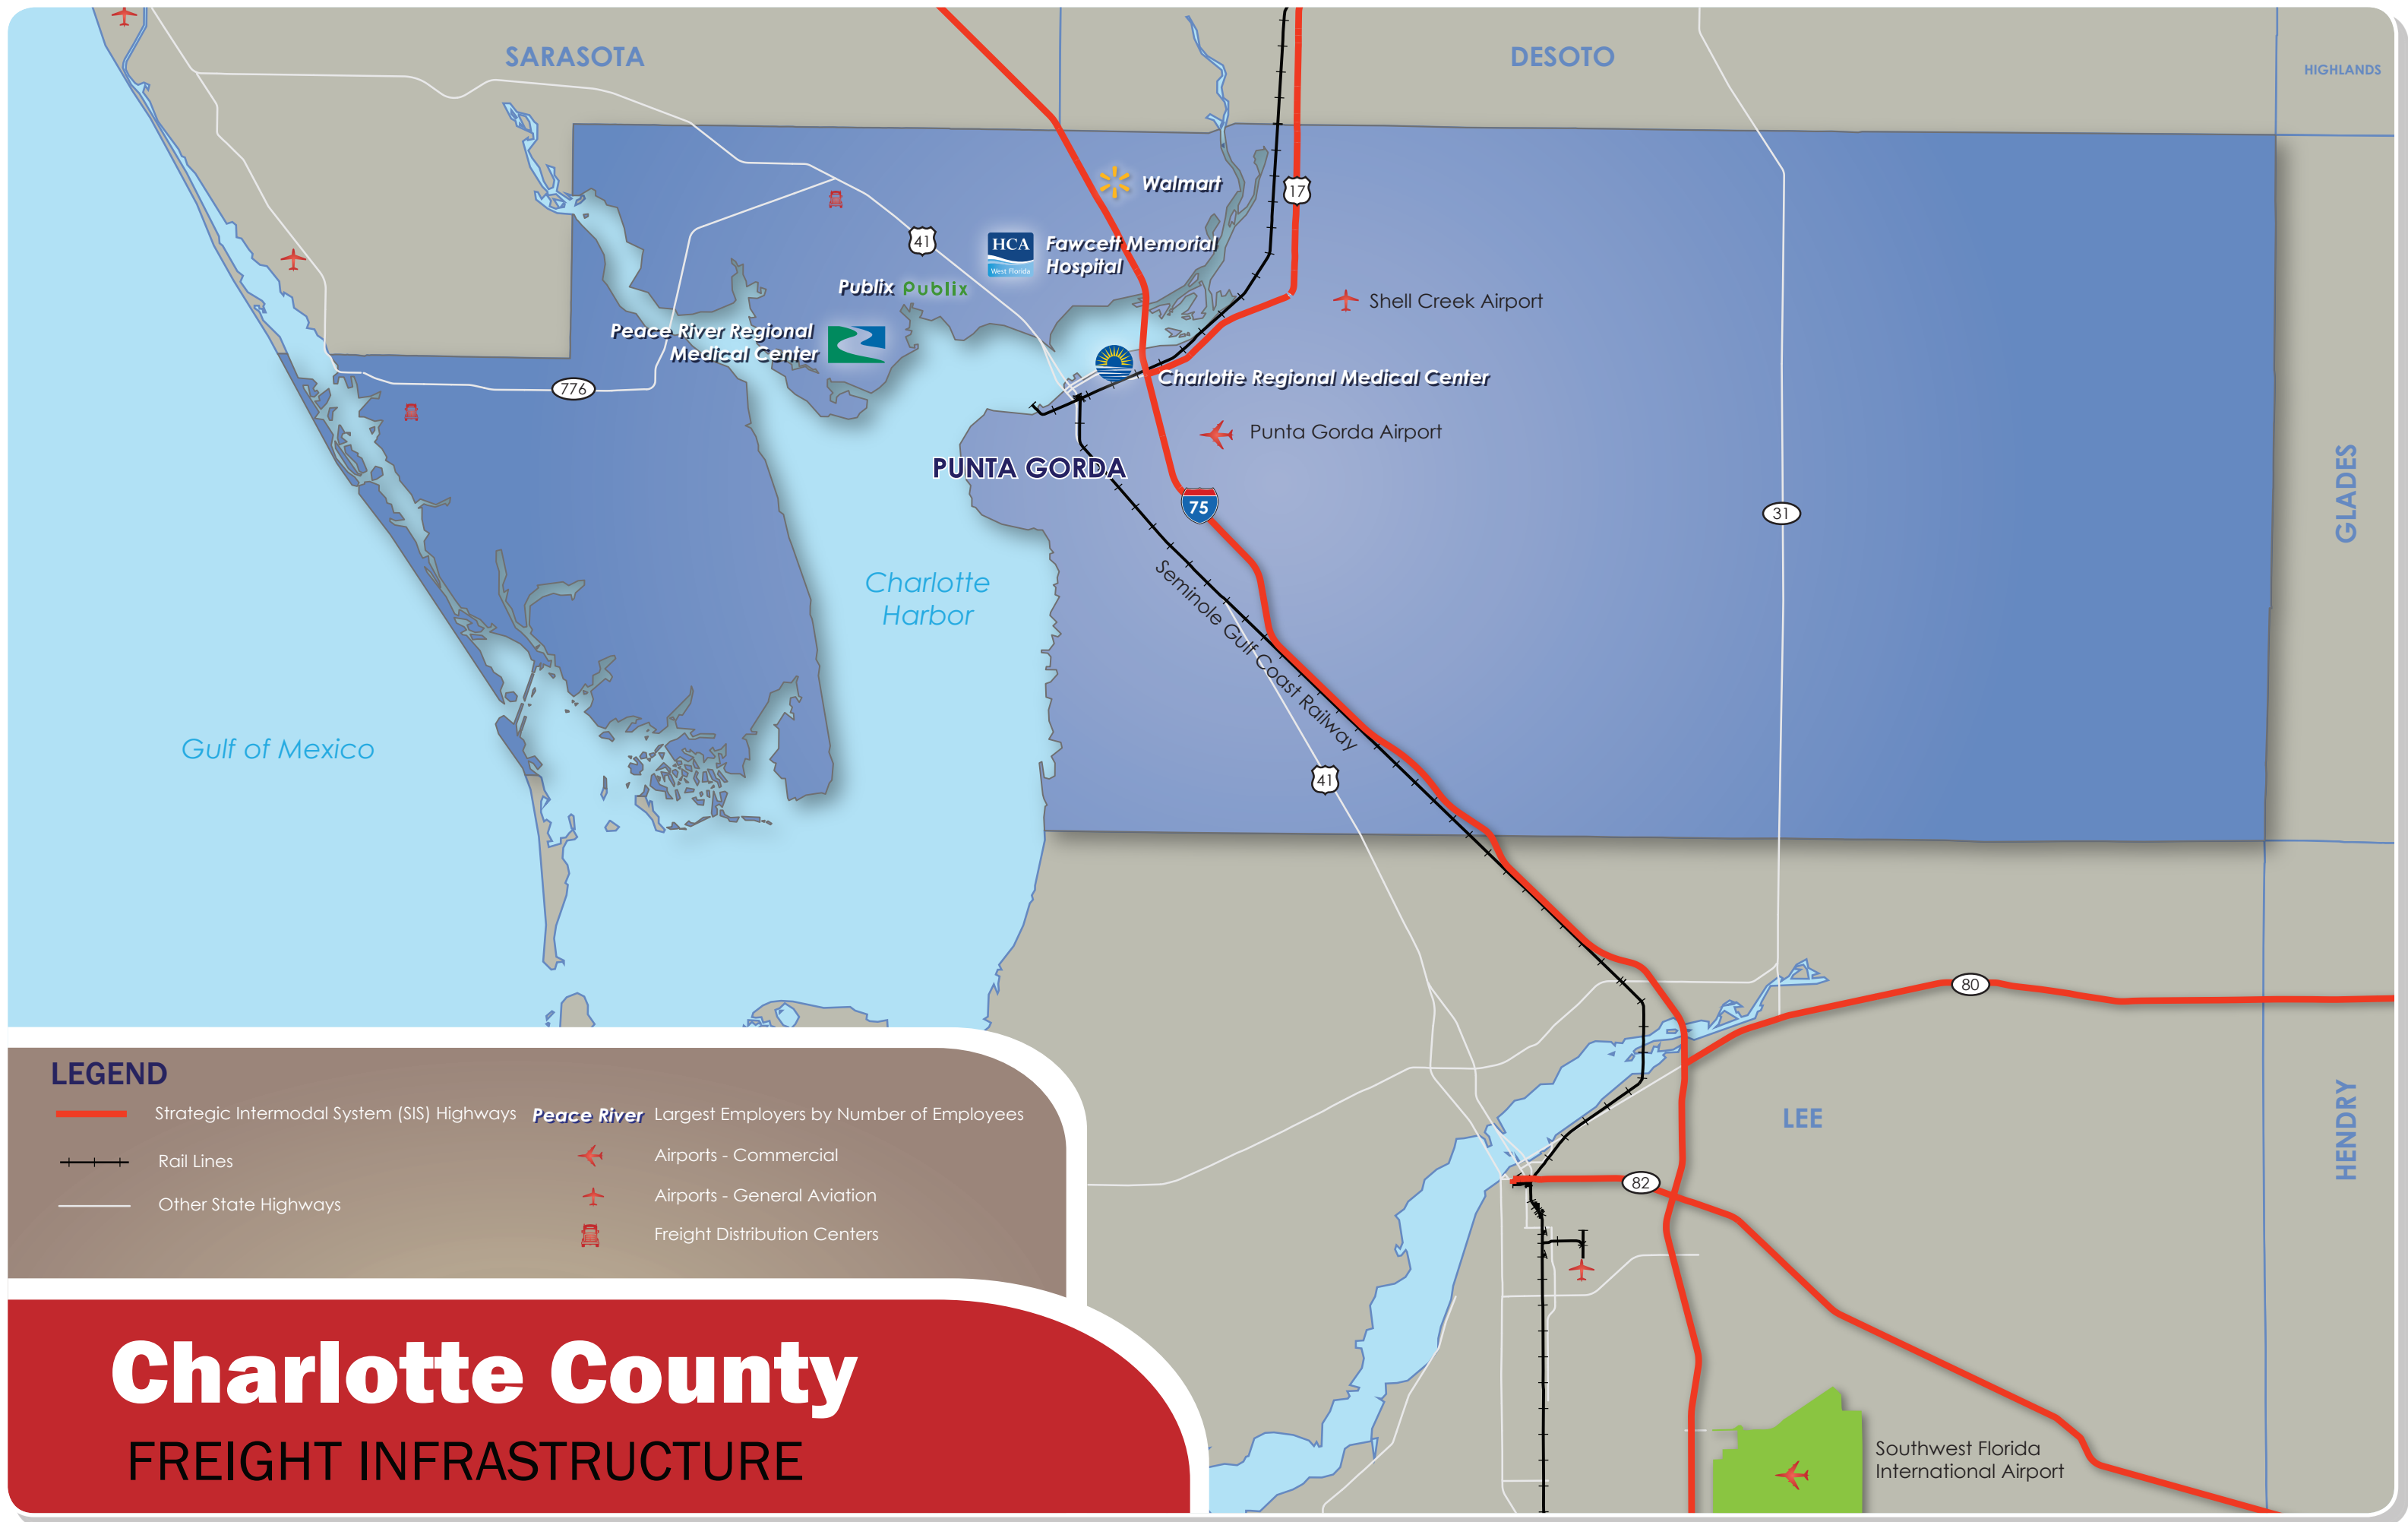 SARASOTA
DESOTO
HIGHLANDS
Walmart
17
41
HCA
West Florida
Fawcett Memorial
Hospital
Publix Publix
Shell Creek Airport
Peace River Regional
Medical Center
Charlotte Regional Medical Center
776
Punta Gorda Airport
PUNTA GORDA
75
31
GLADES
Charlotte
Harbor
Seminole Gulf Coast Railway
Gulf of Mexico
41
80
LEGEND
Strategic Intermodal System (SIS) Highways
Rail Lines
Other State Highways
Peace River Largest Employers by Number of Employees
Airports - Commercial
Airports - General Aviation
Freight Distribution Centers
LEE
HENDRY
82
Charlotte County
FREIGHT INFRASTRUCTURE
Southwest Florida
International Airport